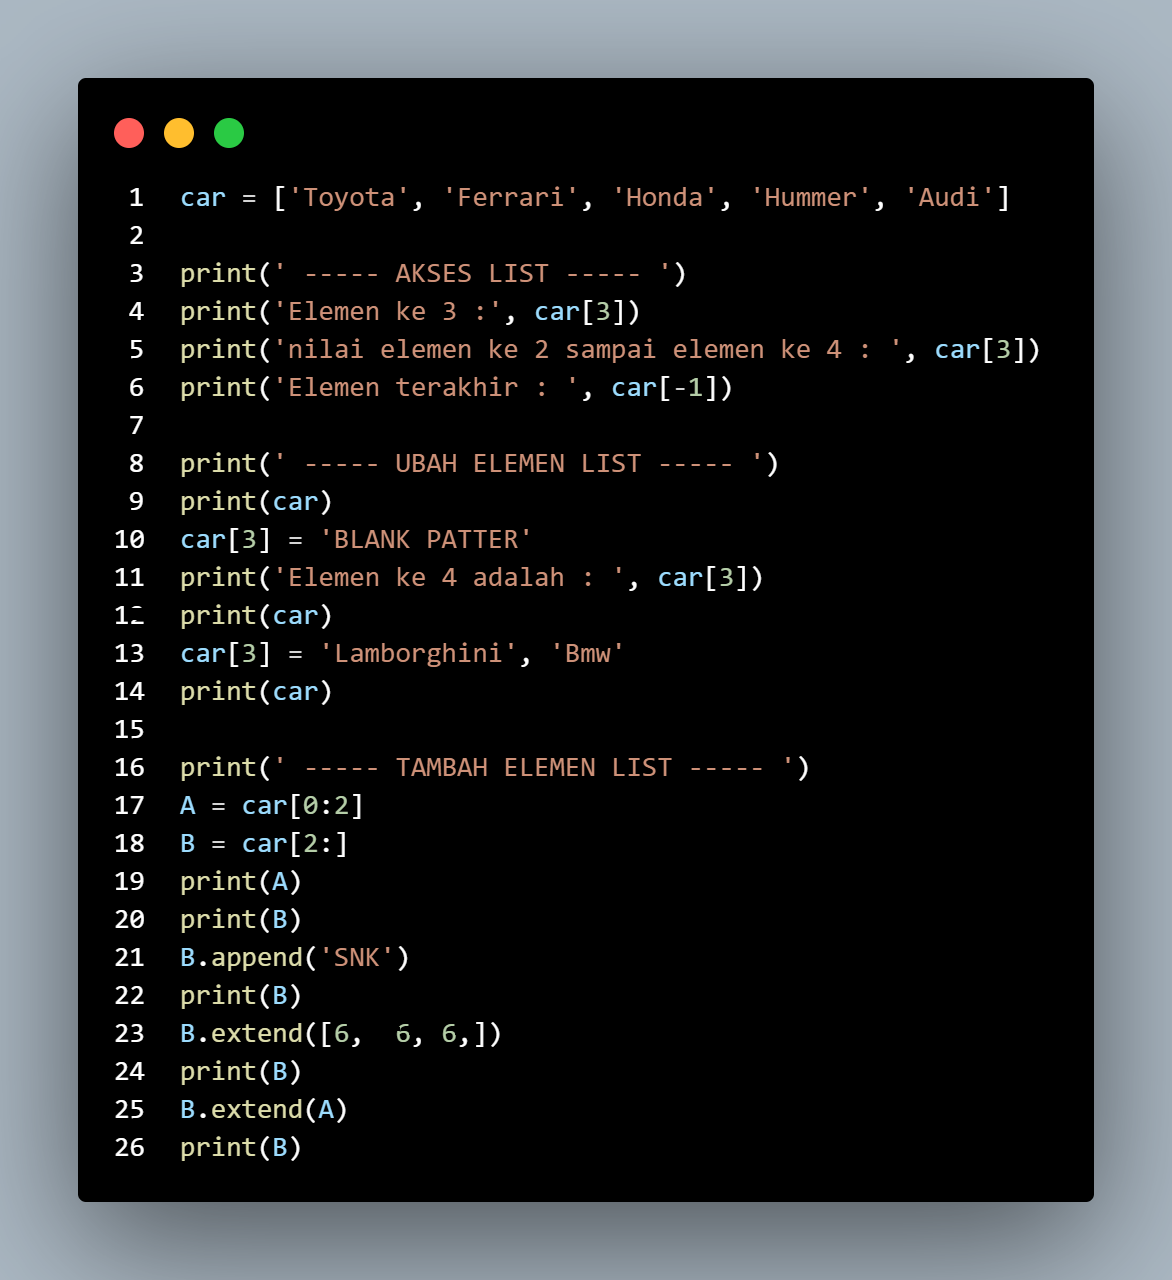 1 car = ['Toyota', 'Ferrari', 'Honda', 'Hummer', 'Audi']
2
3 print(' ----- AKSES LIST ----- ')
4 print('Elemen ke 3 :', car[3])
5 print('nilai elemen ke 2 sampai elemen ke 4 : ', car[3])
6 print('Elemen terakhir : ', car[-1])
7
8 print(' ----- UBAH ELEMEN LIST ----- ')
9 print(car)
10 car[3] = 'BLANK PATTER'
11 print('Elemen ke 4 adalah : ', car[3])
12 print(car)
13 car[3] = 'Lamborghini', 'Bmw'
14 print(car)
15
16 print(' ----- TAMBAH ELEMEN LIST ----- ')
17 A = car[0:2]
18 B = car[2:]
19 print(A)
20 print(B)
21 B.append('SNK')
22 print(B)
23 B.extend([6,  6, 6,])
24 print(B)
25 B.extend(A)
26 print(B)